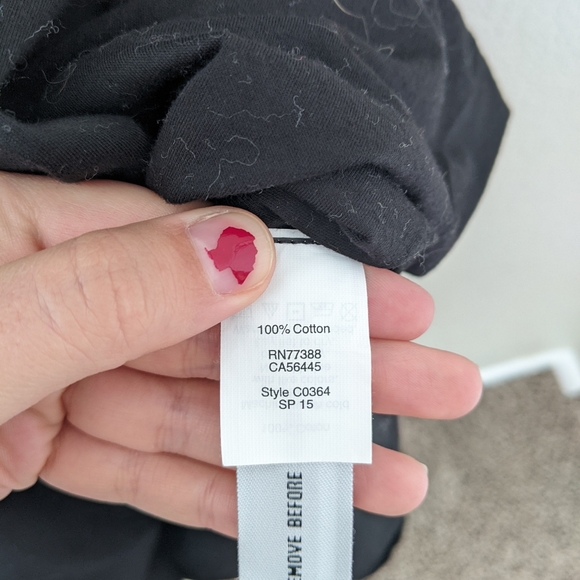 100% Cotton
RN77388
CA56445
Style C0364
SP 15
EMOVE BEFORE